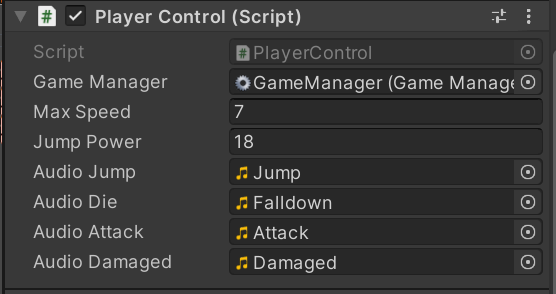 Player Control (Script)
Script PlayerControl
Game Manager GameManager (Game Manage
Max Speed 7
Jump Power 18
Audio Jump Jump
Audio Die Falldown
Audio Attack Attack
Audio Damaged Damaged